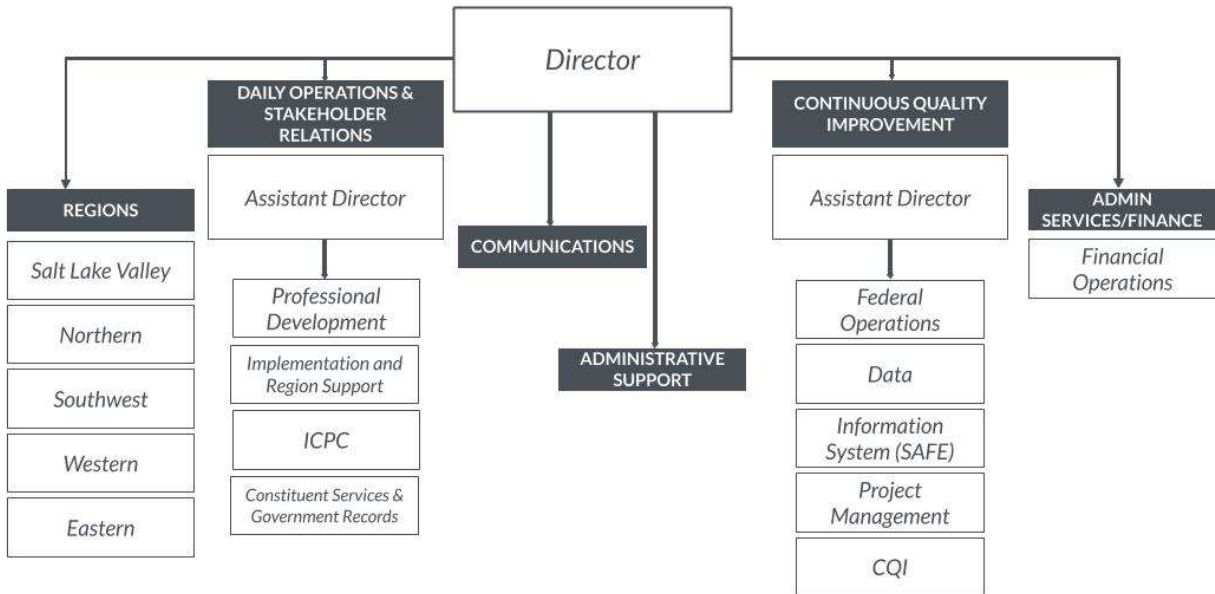 Director
REGIONS
Salt Lake Valley
Northern
Southwest
Western
Eastern
DAILY OPERATIONS &
STAKEHOLDER
RELATIONS
Assistant Director
Professional
Development
Implementation and
Region Support
ICPC
Constituent Services &
Government Records
COMMUNICATIONS
ADMINISTRATIVE
SUPPORT
CONTINUOUS QUALITY
IMPROVEMENT
Assistant Director
Federal
Operations
Data
Information
System (SAFE)
Project
Management
CQI
ADMIN
SERVICES/FINANCE
Financial
Operations